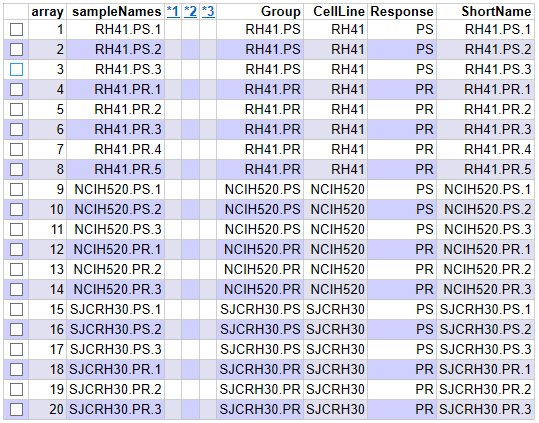 array sampleNames *1 *2 *3 Group CellLine Response ShortName
1 RH41.PS.1 RH41.PS RH41 PS RH41.PS.1
2 RH41.PS.2 RH41.PS RH41 PS RH41.PS.2
3 RH41.PS.3 RH41.PS RH41 PS RH41.PS.3
4 RH41.PR.1 RH41.PR RH41 PR RH41.PR.1
5 RH41.PR.2 RH41.PR RH41 PR RH41.PR.2
6 RH41.PR.3 RH41.PR RH41 PR RH41.PR.3
7 RH41.PR.4 RH41.PR RH41 PR RH41.PR.4
8 RH41.PR.5 RH41.PR RH41 PR RH41.PR.5
9 NCIH520.PS.1 NCIH520.PS NCIH520 PS NCIH520.PS.1
10 NCIH520.PS.2 NCIH520.PS NCIH520 PS NCIH520.PS.2
11 NCIH520.PS.3 NCIH520.PS NCIH520 PS NCIH520.PS.3
12 NCIH520.PR.1 NCIH520.PR NCIH520 PR NCIH520.PR.1
13 NCIH520.PR.2 NCIH520.PR NCIH520 PR NCIH520.PR.2
14 NCIH520.PR.3 NCIH520.PR NCIH520 PR NCIH520.PR.3
15 SJCRH30.PS.1 SJCRH30.PS SJCRH30 PS SJCRH30.PS.1
16 SJCRH30.PS.2 SJCRH30.PS SJCRH30 PS SJCRH30.PS.2
17 SJCRH30.PS.3 SJCRH30.PS SJCRH30 PS SJCRH30.PS.3
18 SJCRH30.PR.1 SJCRH30.PR SJCRH30 PR SJCRH30.PR.1
19 SJCRH30.PR.2 SJCRH30.PR SJCRH30 PR SJCRH30.PR.2
20 SJCRH30.PR.3 SJCRH30.PR SJCRH30 PR SJCRH30.PR.3